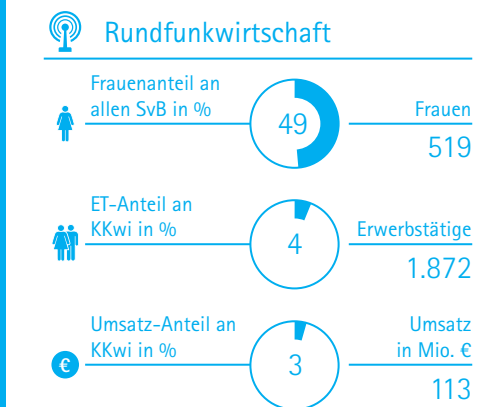 Rundfunkwirtschaft
Frauenanteil an
allen SvB in %
49
Frauen
519
ET-Anteil an
KKwi in %
4
Erwerbstätige
1.872
Umsatz-Anteil an
KKwi in %
3
Umsatz
in Mio. €
€
113